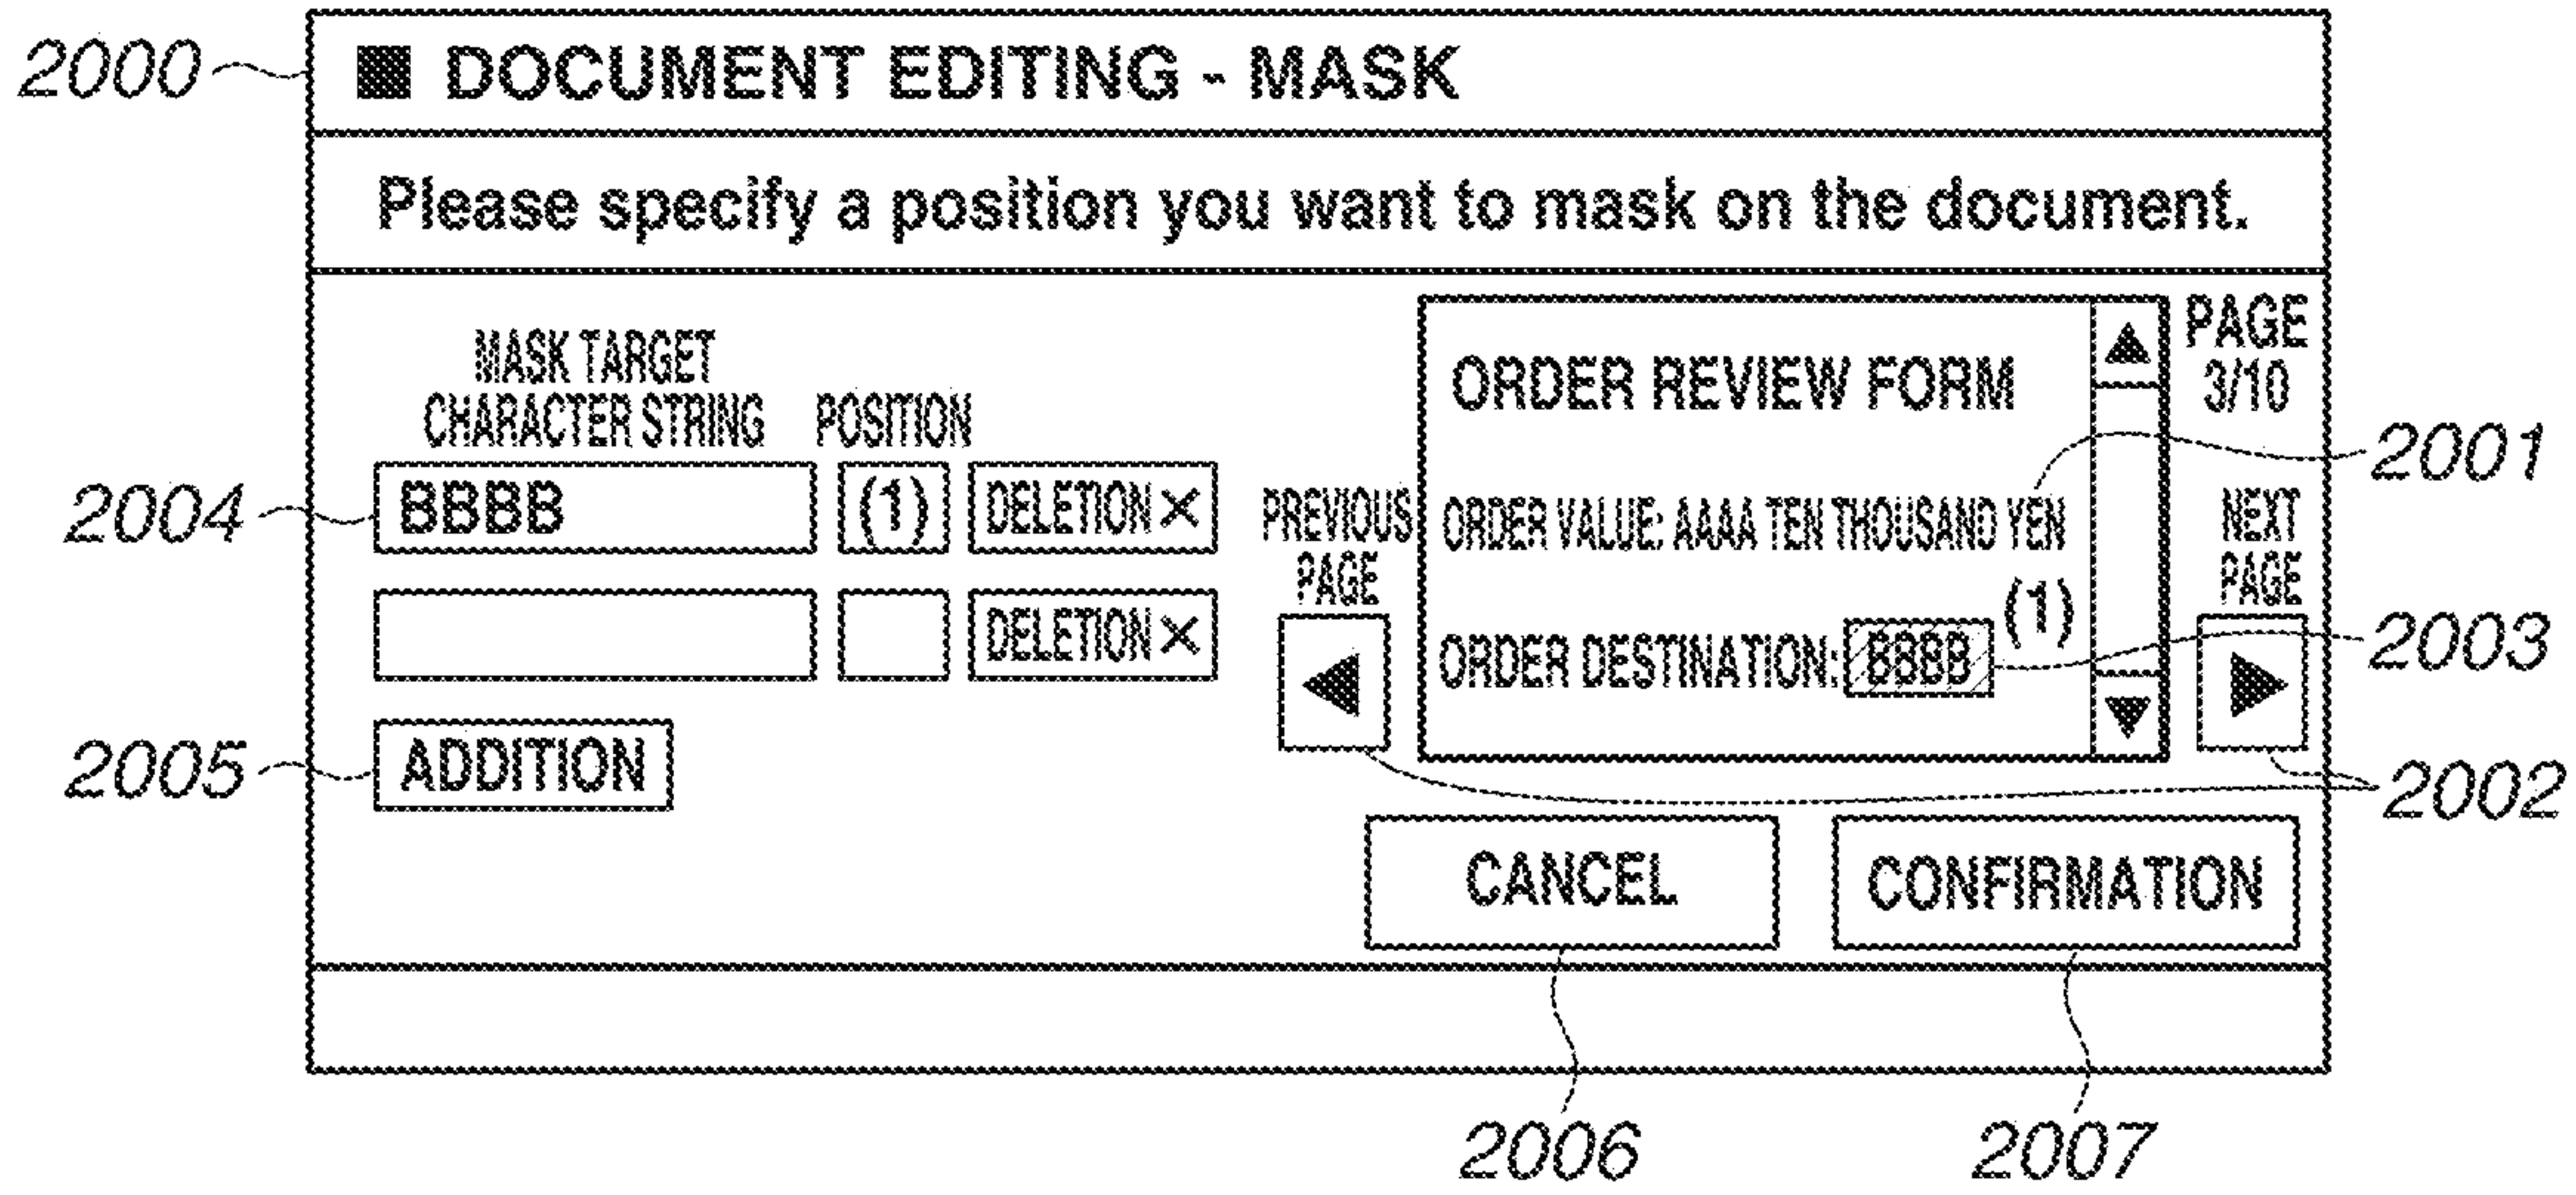 2000
■ DOCUMENT EDITING - MASK
Please specify a position you want to mask on the document.
MASK TARGET
CHARACTER STRING
POSITION
2004
BBBB
(1)
DELETION ×
DELETION ×
2005
ADDITION
PREVIOUS
PAGE
◀
ORDER REVIEW FORM
ORDER VALUE: AAAA TEN THOUSAND YEN
(1)
ORDER DESTINATION: BBBB
▲
▼
PAGE
3/10
NEXT
PAGE
▶
2001
2003
2002
CANCEL
CONFIRMATION
2006
2007